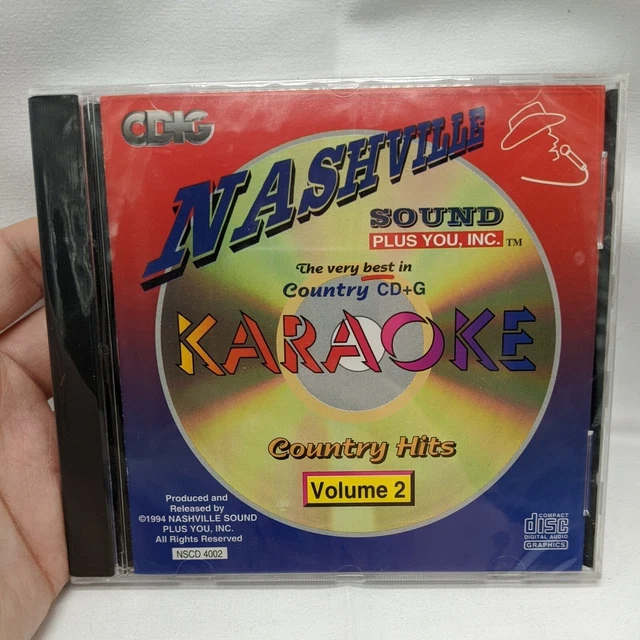 CD+G
NASHVILLE
SOUND
PLUS YOU, INC.™
The very best in
Country CD+G
KARAOKE
Country Hits
Volume 2
Produced and
Released by
©1994 NASHVILLE SOUND
PLUS YOU, INC.
All Rights Reserved
NSCD 4002
COMPACT
disc
DIGITAL AUDIO
GRAPHICS